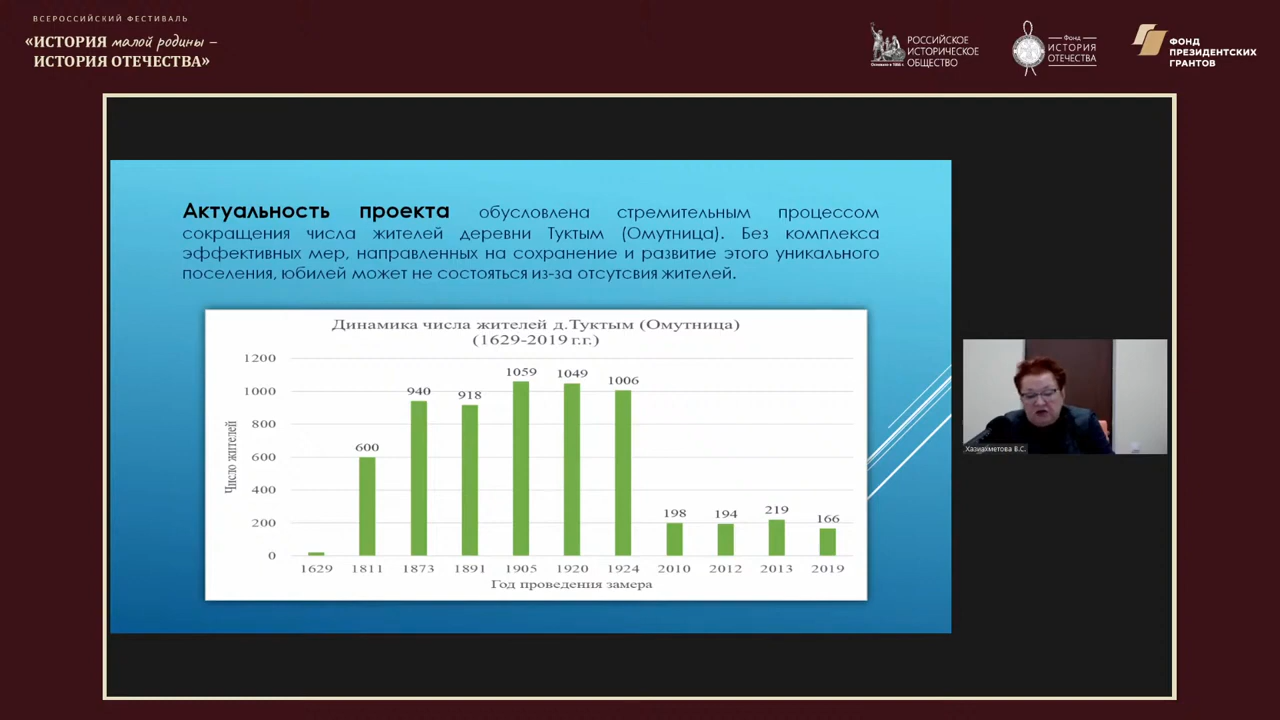 ВСЕРОССИЙСКИЙ ФЕСТИВАЛЬ
«ИСТОРИЯ малой родины –
ИСТОРИЯ ОТЕЧЕСТВА»
РОССИЙСКОЕ
ИСТОРИЧЕСКОЕ
ОБЩЕСТВО
Основано в 1866 г.
Фонд
ИСТОРИЯ
ОТЕЧЕСТВА
ФОНД
ПРЕЗИДЕНТСКИХ
ГРАНТОВ
Актуальность проекта обусловлена стремительным процессом
сокращения числа жителей деревни Туктым (Омутница). Без комплекса
эффективных мер, направленных на сохранение и развитие этого уникального
поселения, юбилей может не состояться из-за отсутсвия жителей.
Динамика числа жителей д.Туктым (Омутница)
(1629-2019 г.г.)
Число жителей
1200
1000
800
600
400
200
0
600
940
918
1059
1049
1006
198
194
219
166
1629 1811 1873 1891 1905 1920 1924 2010 2012 2013 2019
Год проведения замера
Хазиахметова В.С.